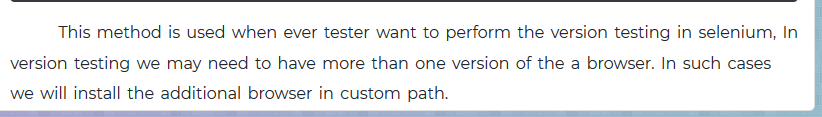 This method is used when ever tester want to perform the version testing in selenium, In
version testing we may need to have more than one version of the a browser. In such cases
we will install the additional browser in custom path.